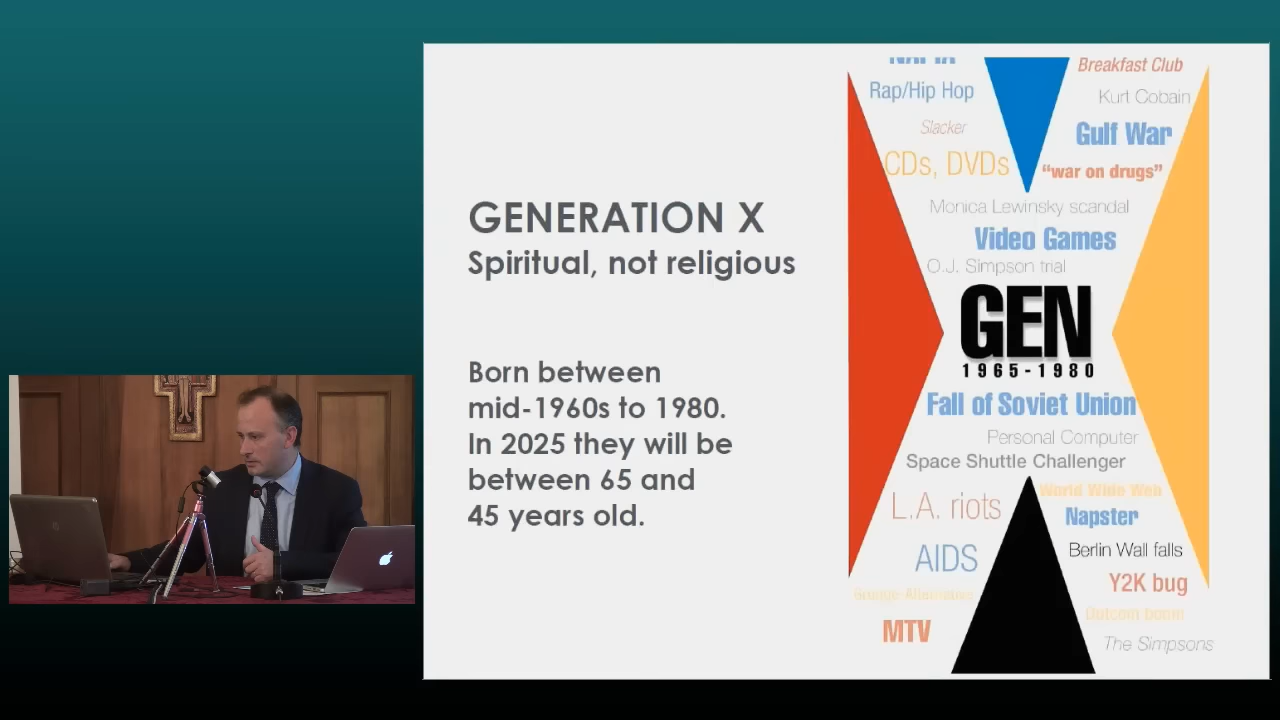 GENERATION X
Spiritual, not religious
Born between
mid-1960s to 1980.
In 2025 they will be
between 65 and
45 years old.
Breakfast Club
Rap/Hip Hop
Kurt Cobain
Slacker
Gulf War
CDs, DVDs
“war on drugs”
Monica Lewinsky scandal
Video Games
O.J. Simpson trial
GEN
1965-1980
Fall of Soviet Union
Personal Computer
Space Shuttle Challenger
World Wide Web
L.A. riots
Napster
Berlin Wall falls
AIDS
Y2K bug
Grunge Alternative
Dotcom boom
MTV
The Simpsons